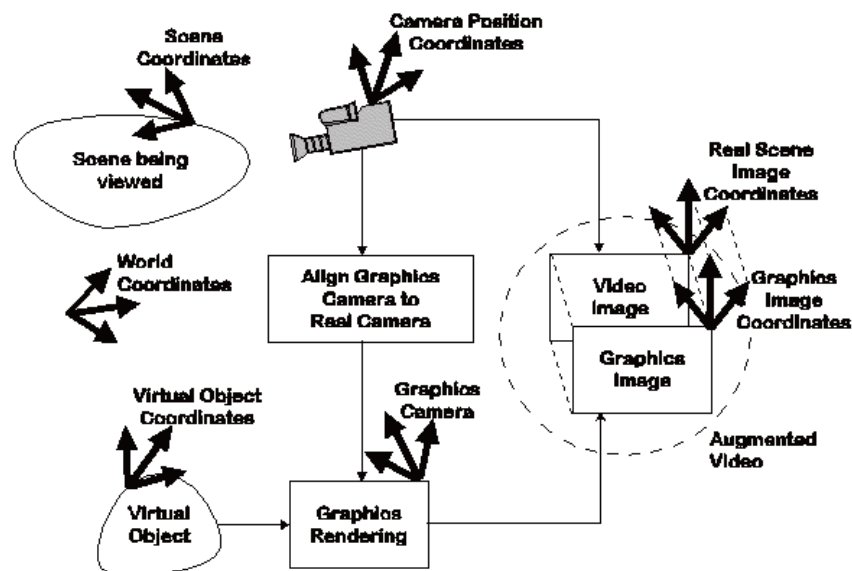 Scene
Coordinates
Camera Position
Coordinates
Scene being
viewed
Real Scene
Image
Coordinates
World
Coordinates
Align Graphics
Camera to
Real Camera
Video
Image
Graphics
Image
Coordinates
Graphics
Image
Virtual Object
Coordinates
Graphics
Camera
Augmented
Video
Virtual
Object
Graphics
Rendering